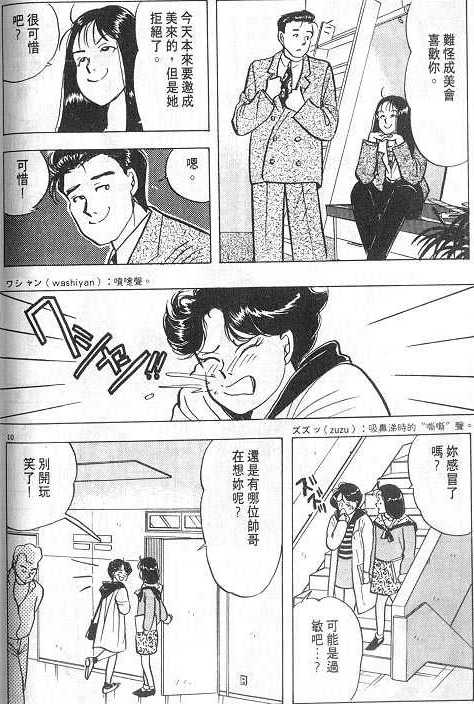 難怪成美會
喜歡你。
今天本來要邀成
美來的，但是她
拒絕了。
很可惜
吧？
嗯。
可惜！
ワシャン（washiyan）：噴嚏聲。
ワシャン!!
ズズッ（zuzu）：吸鼻涕時的“嘶嘶”聲。
妳感冒了
嗎？
ズズッ
可能是過
敏吧…？
還是有哪位帥哥
在想妳呢？
別開玩
笑了！
10